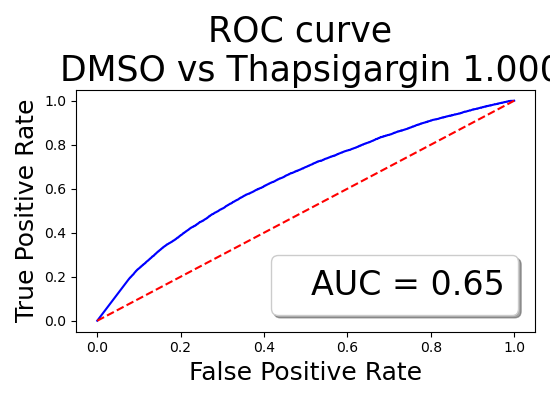 ROC curve
DMSO vs Thapsigargin 1.000
True Positive Rate
1.0
0.8
0.6
0.4
0.2
0.0
AUC = 0.65
0.0 0.2 0.4 0.6 0.8 1.0
False Positive Rate